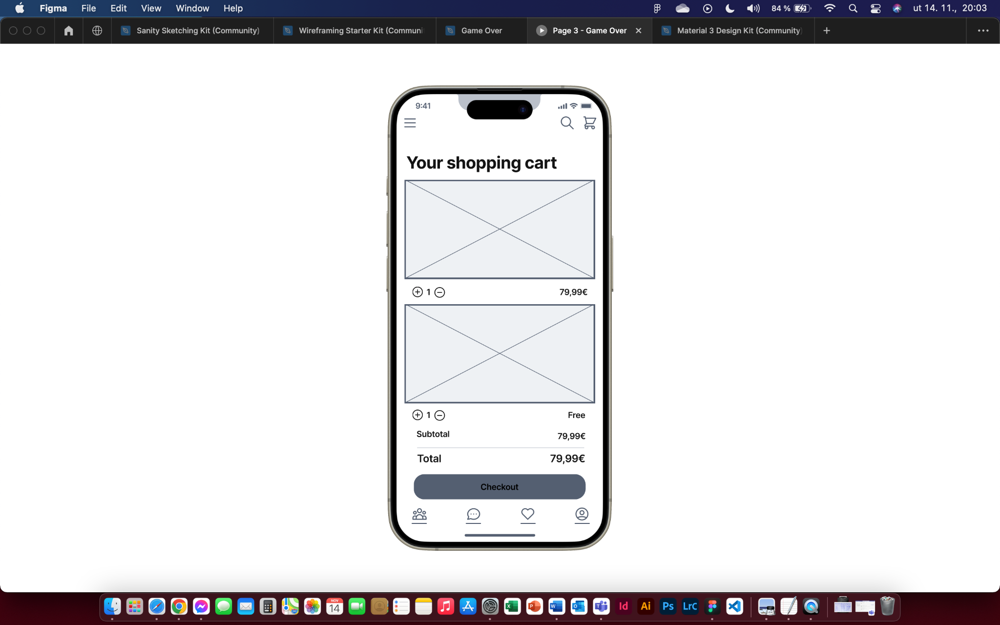 Figma File Edit View Window Help 84 % ut 14. 11., 20:03
Sanity Sketching Kit (Community) Wireframing Starter Kit (Communi Game Over Page 3 - Game Over Material 3 Design Kit (Community)
9:41
Your shopping cart
1 79,99€
1 Free
Subtotal 79,99€
Total 79,99€
Checkout
NOV
14
Id Ai Ps LrC